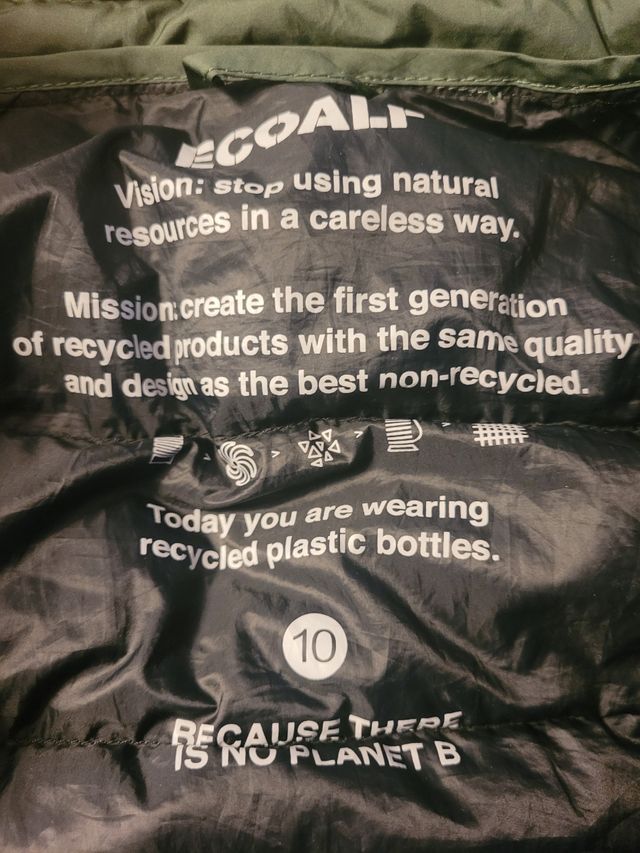 ECOALF
Vision: stop using natural
resources in a careless way.
Mission: create the first generation
of recycled products with the same quality
and design as the best non-recycled.
Today you are wearing
recycled plastic bottles.
10
BECAUSE THERE
IS NO PLANET B